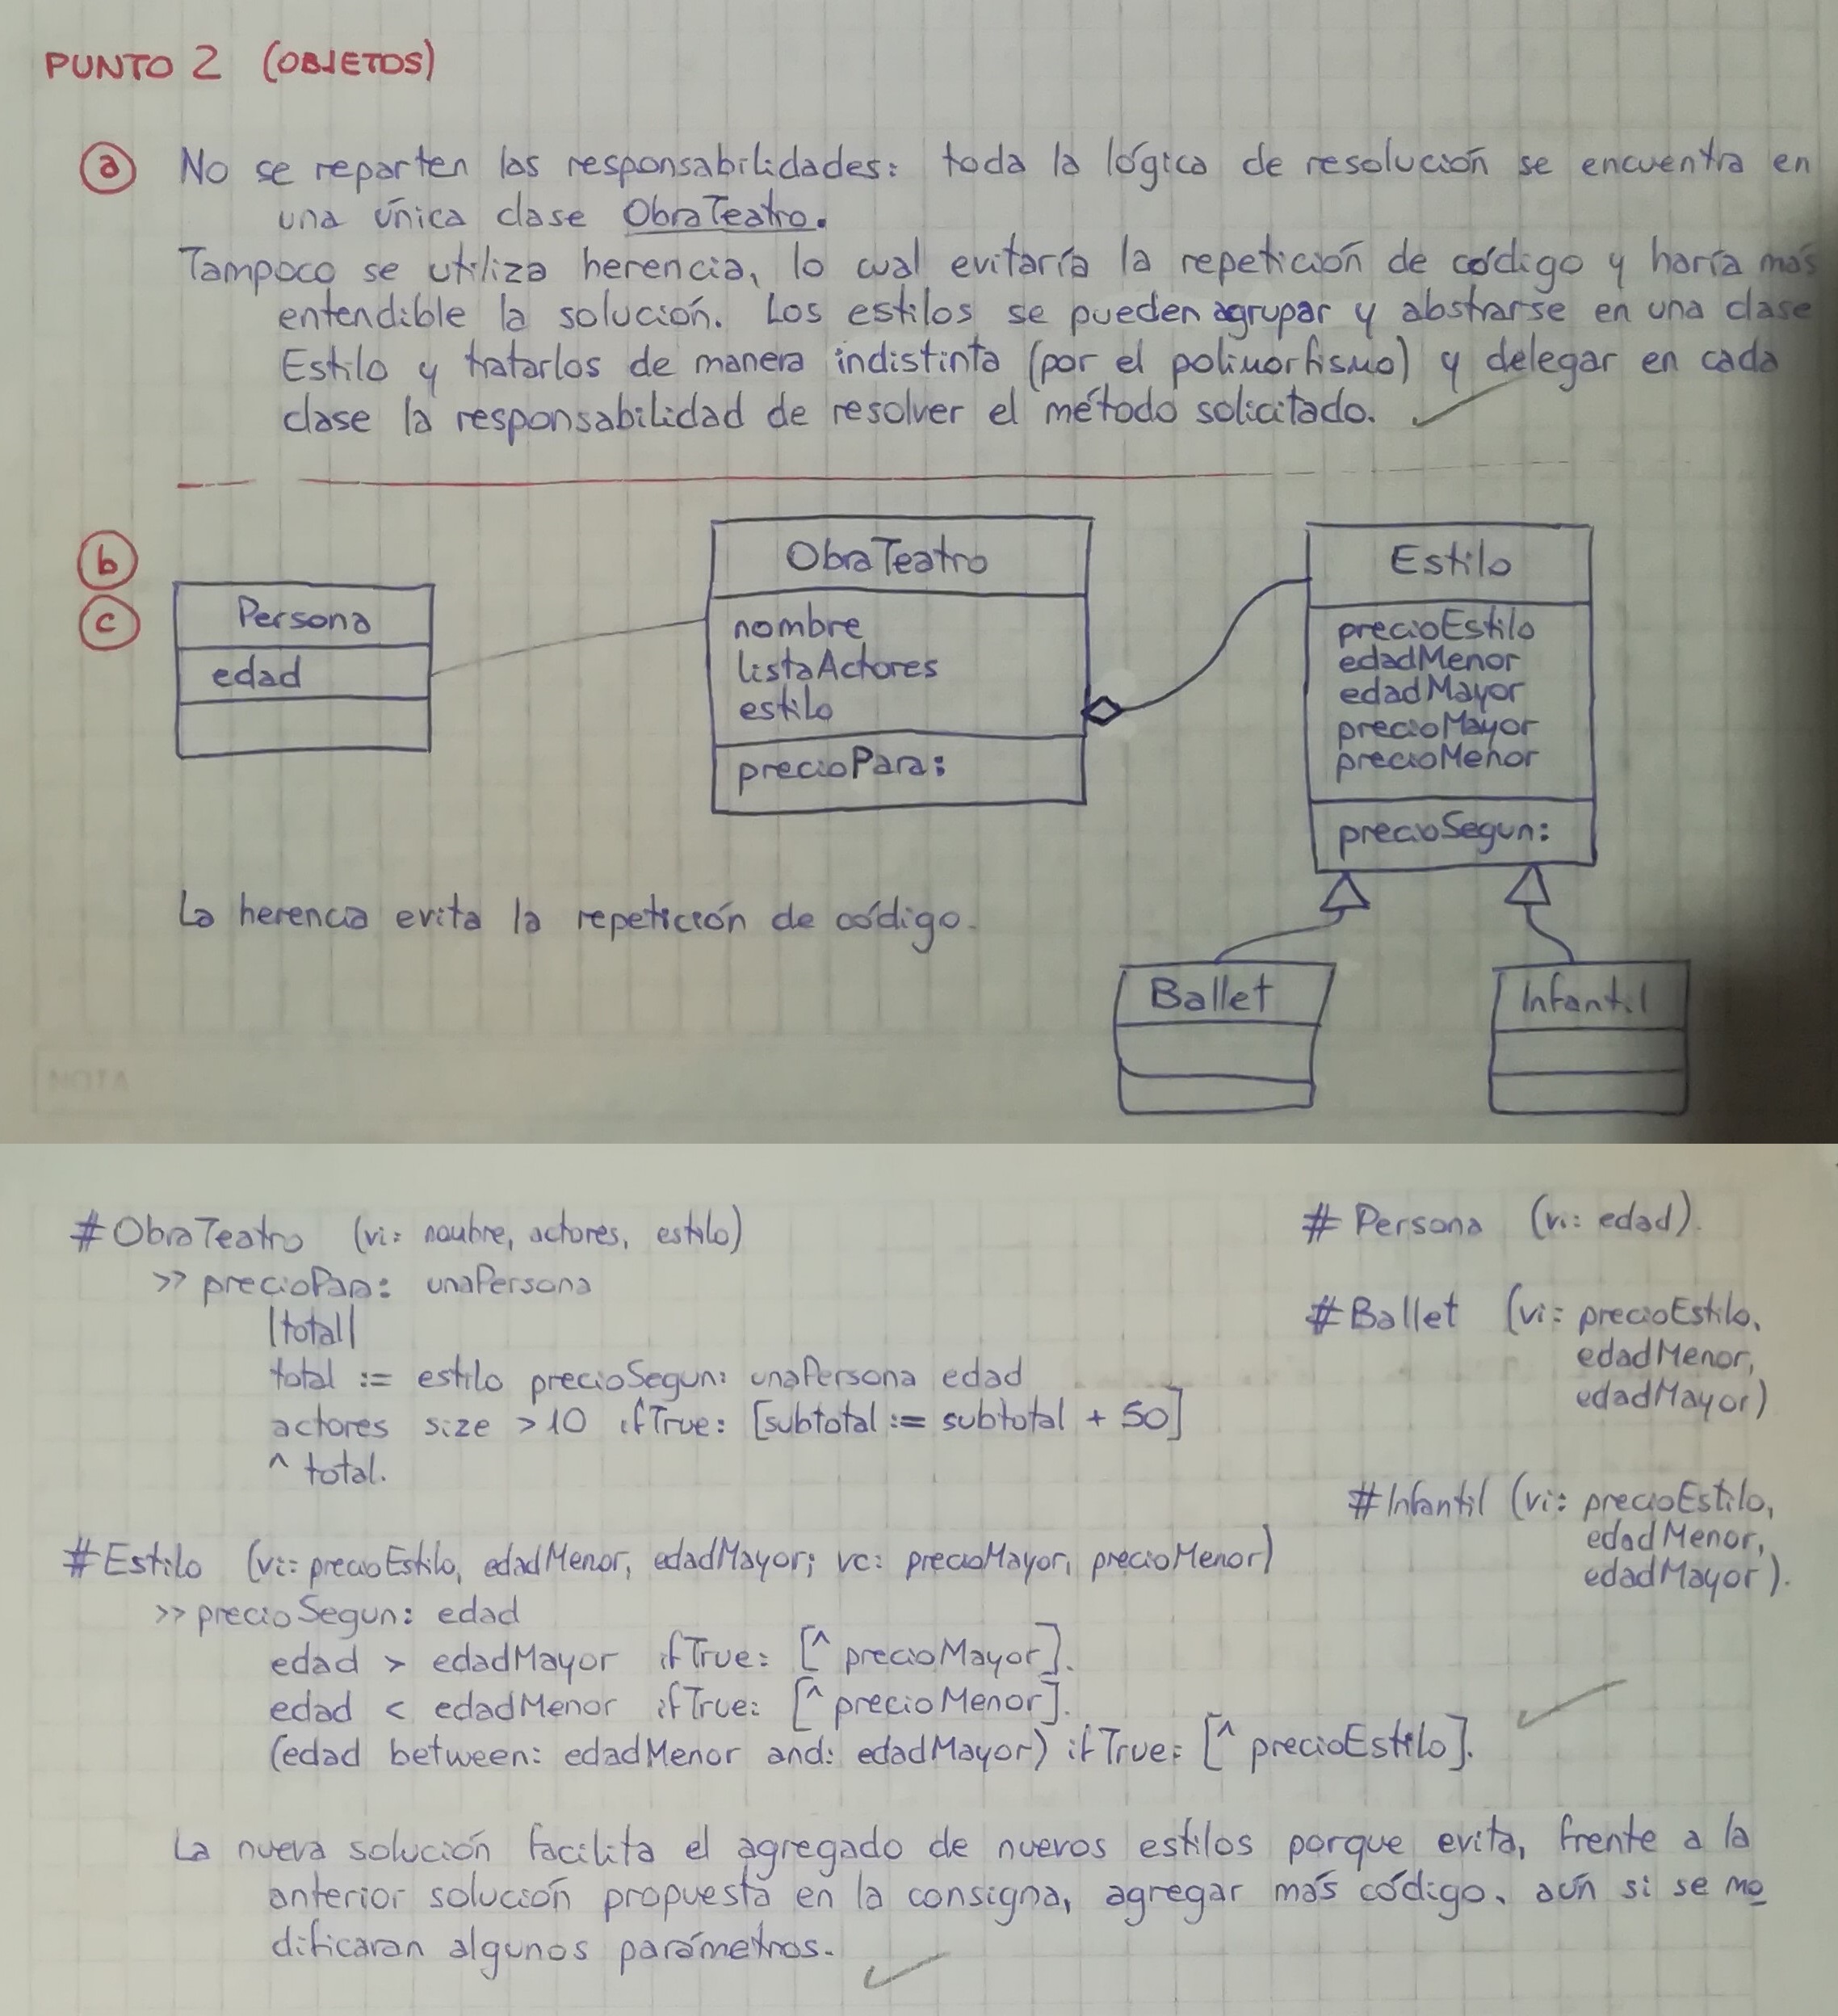 PUNTO 2 (OBJETOS)
a No se reparten las responsabilidades: toda la lógica de resolución se encuentra en
una única clase ObraTeatro.
Tampoco se utiliza herencia, lo cual evitaría la repetición de código y haría más
entendible la solución. Los estilos se pueden agrupar y abstrarse en una clase
Estilo y tratarlos de manera indistinta (por el polimorfismo) y delegar en cada
clase la responsabilidad de resolver el método solicitado.
b
c
Persona
edad
ObraTeatro
nombre
listaActores
estilo
precioPara:
Estilo
precioEstilo
edadMenor
edadMayor
precioMayor
precioMenor
precioSegun:
La herencia evita la repetición de código.
Ballet
Infantil
NOTA
#ObraTeatro (vi: nombre, actores, estilo)
>> precioPara: unaPersona
|total|
total := estilo precioSegun: unaPersona edad
actores size >10 ifTrue: [subtotal := subtotal + 50]
^ total.
#Estilo (vi: precioEstilo, edadMenor, edadMayor; vc: precioMayor, precioMenor)
>> precioSegun: edad
edad > edadMayor ifTrue: [^ precioMayor].
edad < edadMenor ifTrue: [^ precioMenor].
(edad between: edadMenor and: edadMayor) ifTrue: [^ precioEstilo].
# Persona (vi: edad).
#Ballet (vi: precioEstilo,
edadMenor,
edadMayor)
#Infantil (vi: precioEstilo,
edadMenor,
edadMayor).
La nueva solución facilita el agregado de nuevos estilos porque evita, frente a la
anterior solución propuesta en la consigna, agregar más código, aún si se mo
dificaran algunos parámetros.